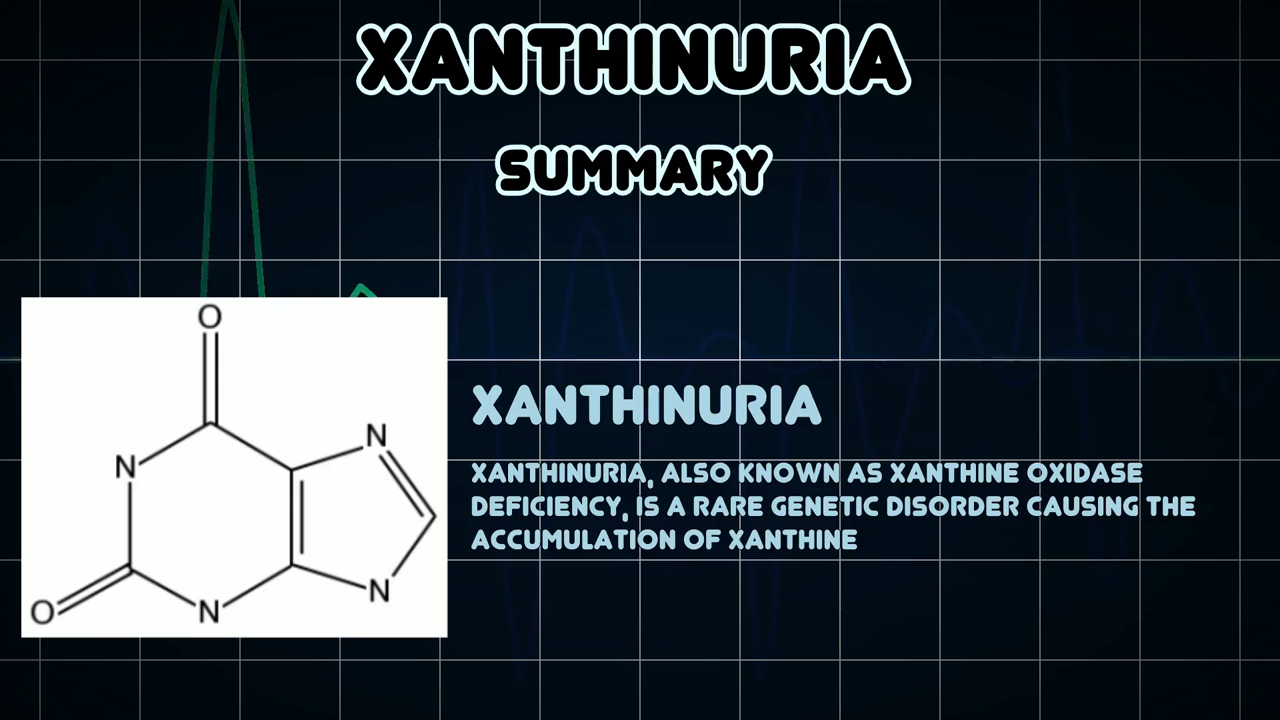 XANTHINURIA
SUMMARY
O
N
N
O
N
N
XANTHINURIA
XANTHINURIA, ALSO KNOWN AS XANTHINE OXIDASE
DEFICIENCY, IS A RARE GENETIC DISORDER CAUSING THE
ACCUMULATION OF XANTHINE